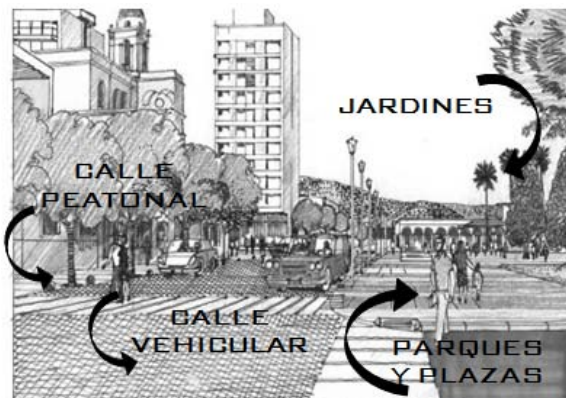 JARDINES
CALLE
PEATONAL
CALLE
VEHICULAR
PARQUES
Y PLAZAS